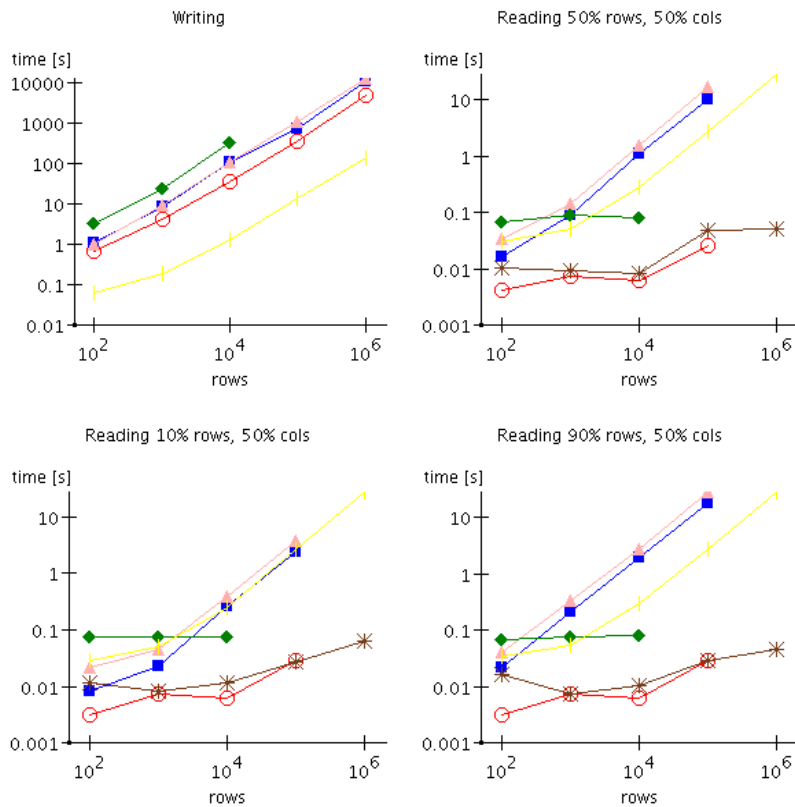 Writing
time [s]
10000
1000
100
10
1
0.1
0.01
10^2
10^4
10^6
rows
Reading 50% rows, 50% cols
time [s]
10
1
0.1
0.01
0.001
10^2
10^4
10^6
rows
Reading 10% rows, 50% cols
time [s]
10
1
0.1
0.01
0.001
10^2
10^4
10^6
rows
Reading 90% rows, 50% cols
time [s]
10
1
0.1
0.01
0.001
10^2
10^4
10^6
rows